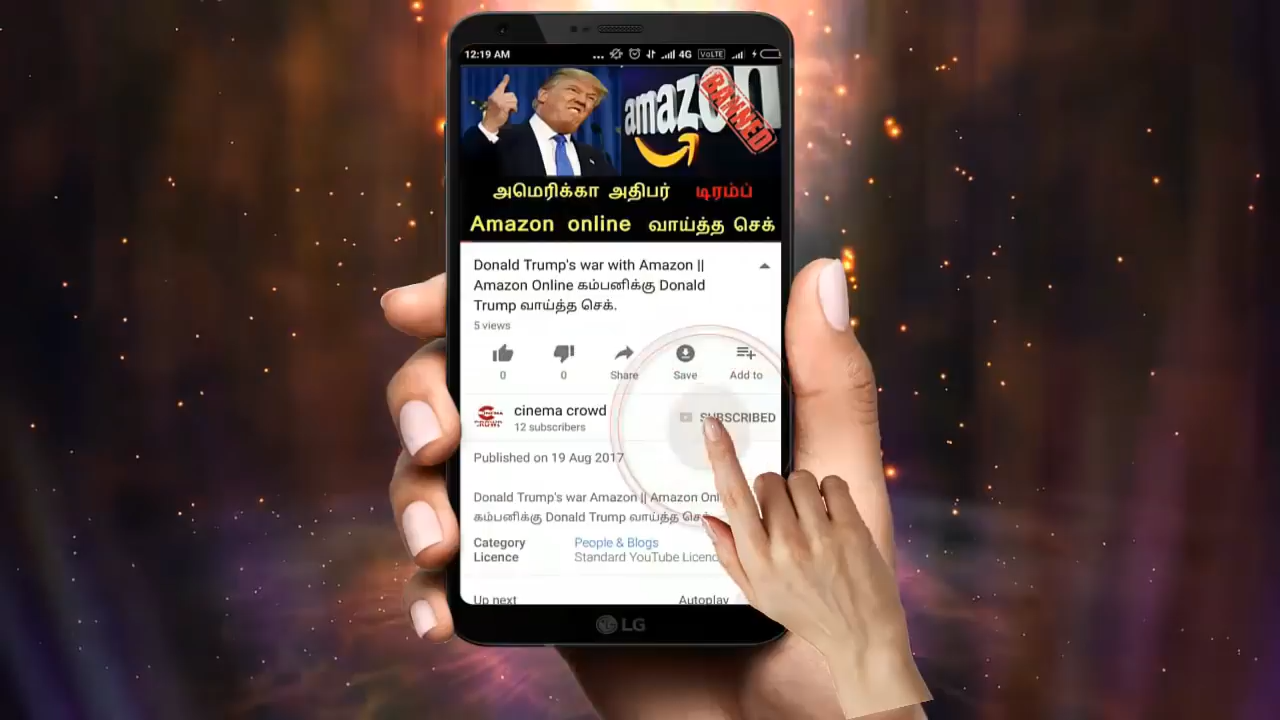 12:19 AM
4G VoLTE
amazon
BANNED
அமெரிக்கா அதிபர் டிரம்ப்
Amazon online வாய்த்த செக்
Donald Trump's war with Amazon ||
Amazon Online கம்பனிக்கு Donald
Trump வாய்த்த செக்.
5 views
0 0 Share Save Add to
cinema crowd
SUBSCRIBED
12 subscribers
Published on 19 Aug 2017
Donald Trump's war Amazon || Amazon Onl
கம்பனிக்கு Donald Trump வாய்த்த செ
Category People & Blogs
Licence Standard YouTube Licenc
Up next Autoplay
LG